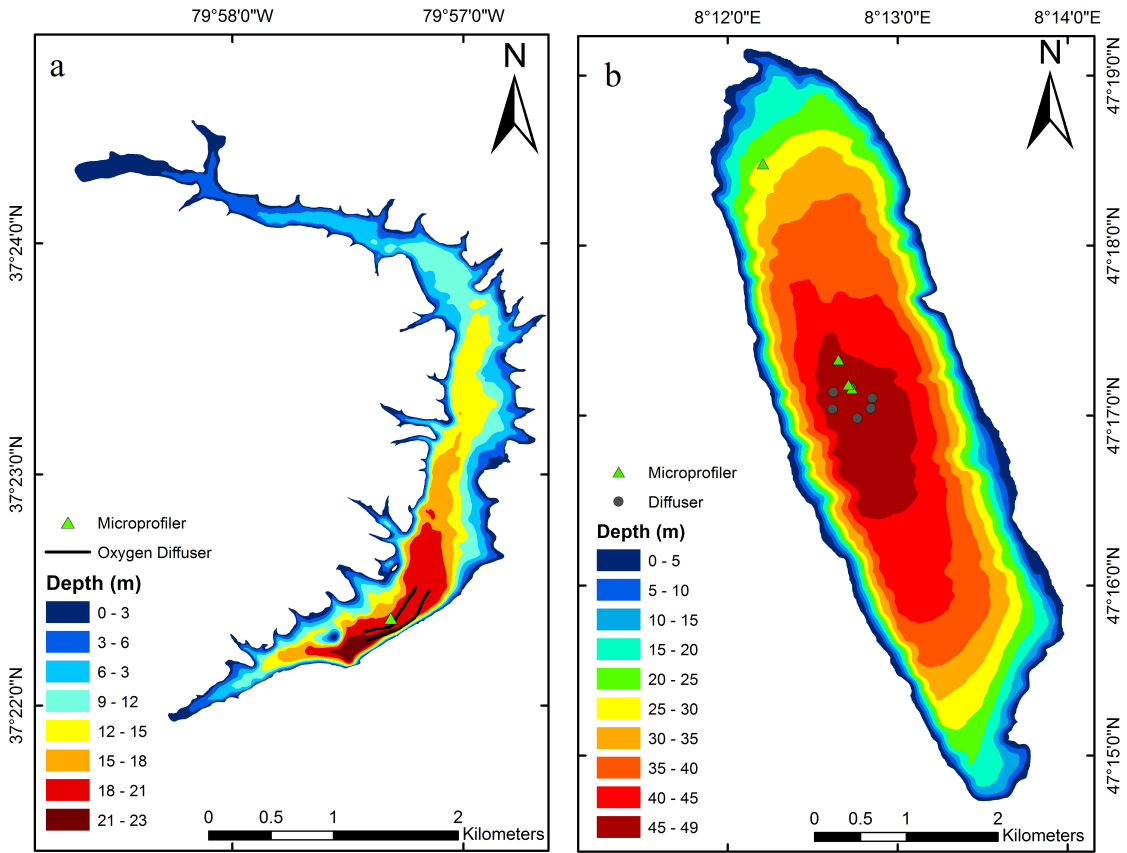 79°58'0"W
79°57'0"W
a
N
37°24'0"N
37°23'0"N
37°22'0"N
Microprofiler
Oxygen Diffuser
Depth (m)
0 - 3
3 - 6
6 - 3
9 - 12
12 - 15
15 - 18
18 - 21
21 - 23
0 0.5 1 2
Kilometers
8°12'0"E
8°13'0"E
8°14'0"E
b
N
47°19'0"N
47°18'0"N
47°17'0"N
47°16'0"N
47°15'0"N
Microprofiler
Diffuser
Depth (m)
0 - 5
5 - 10
10 - 15
15 - 20
20 - 25
25 - 30
30 - 35
35 - 40
40 - 45
45 - 49
0 0.5 1 2
Kilometers